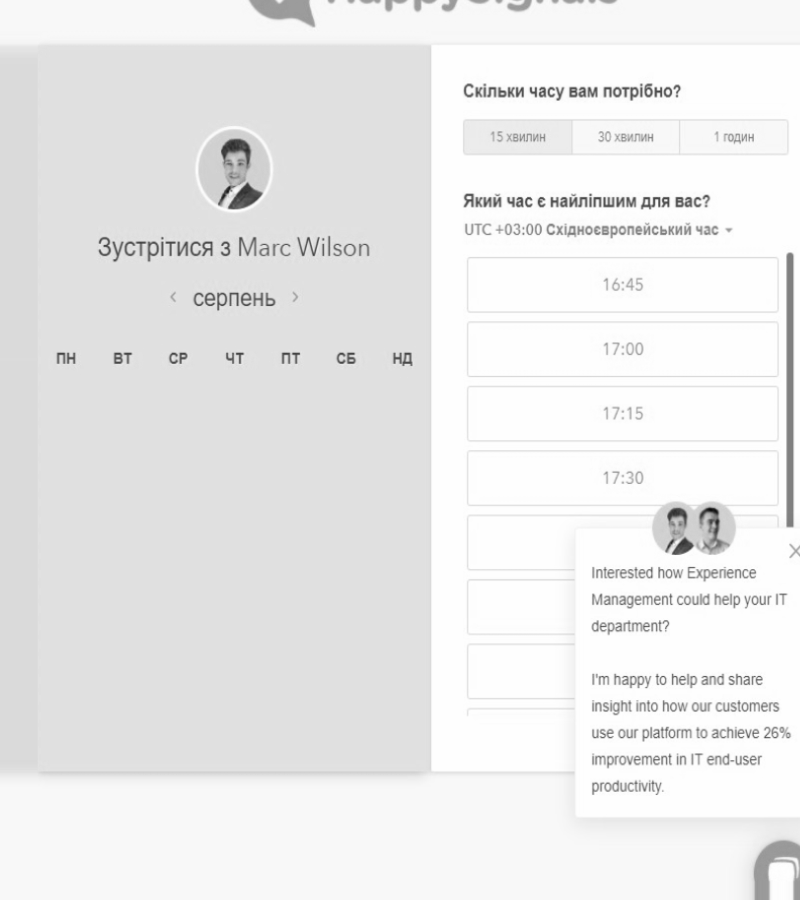 HappySignals
Зустрітися з Marc Wilson
серпень
ПН ВТ СР ЧТ ПТ СБ НД
Скільки часу вам потрібно?
15 хвилин 30 хвилин 1 годин
Який час є найліпшим для вас?
UTC +03:00 Східноєвропейський час
16:45
17:00
17:15
17:30
Interested how Experience
Management could help your IT
department?
I'm happy to help and share
insight into how our customers
use our platform to achieve 26%
improvement in IT end-user
productivity.